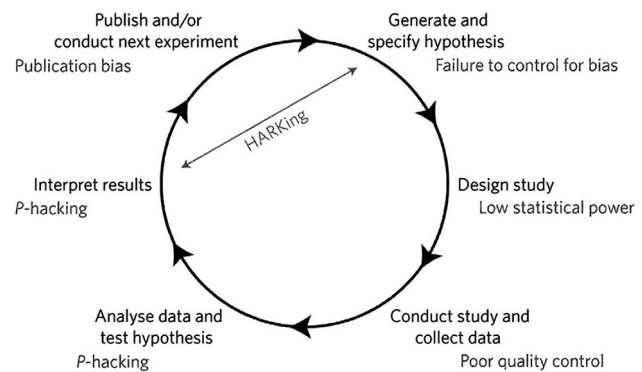 Publish and/or
conduct next experiment
Publication bias
Generate and
specify hypothesis
Failure to control for bias
HARKing
Interpret results
P-hacking
Design study
Low statistical power
Analyse data and
test hypothesis
P-hacking
Conduct study and
collect data
Poor quality control